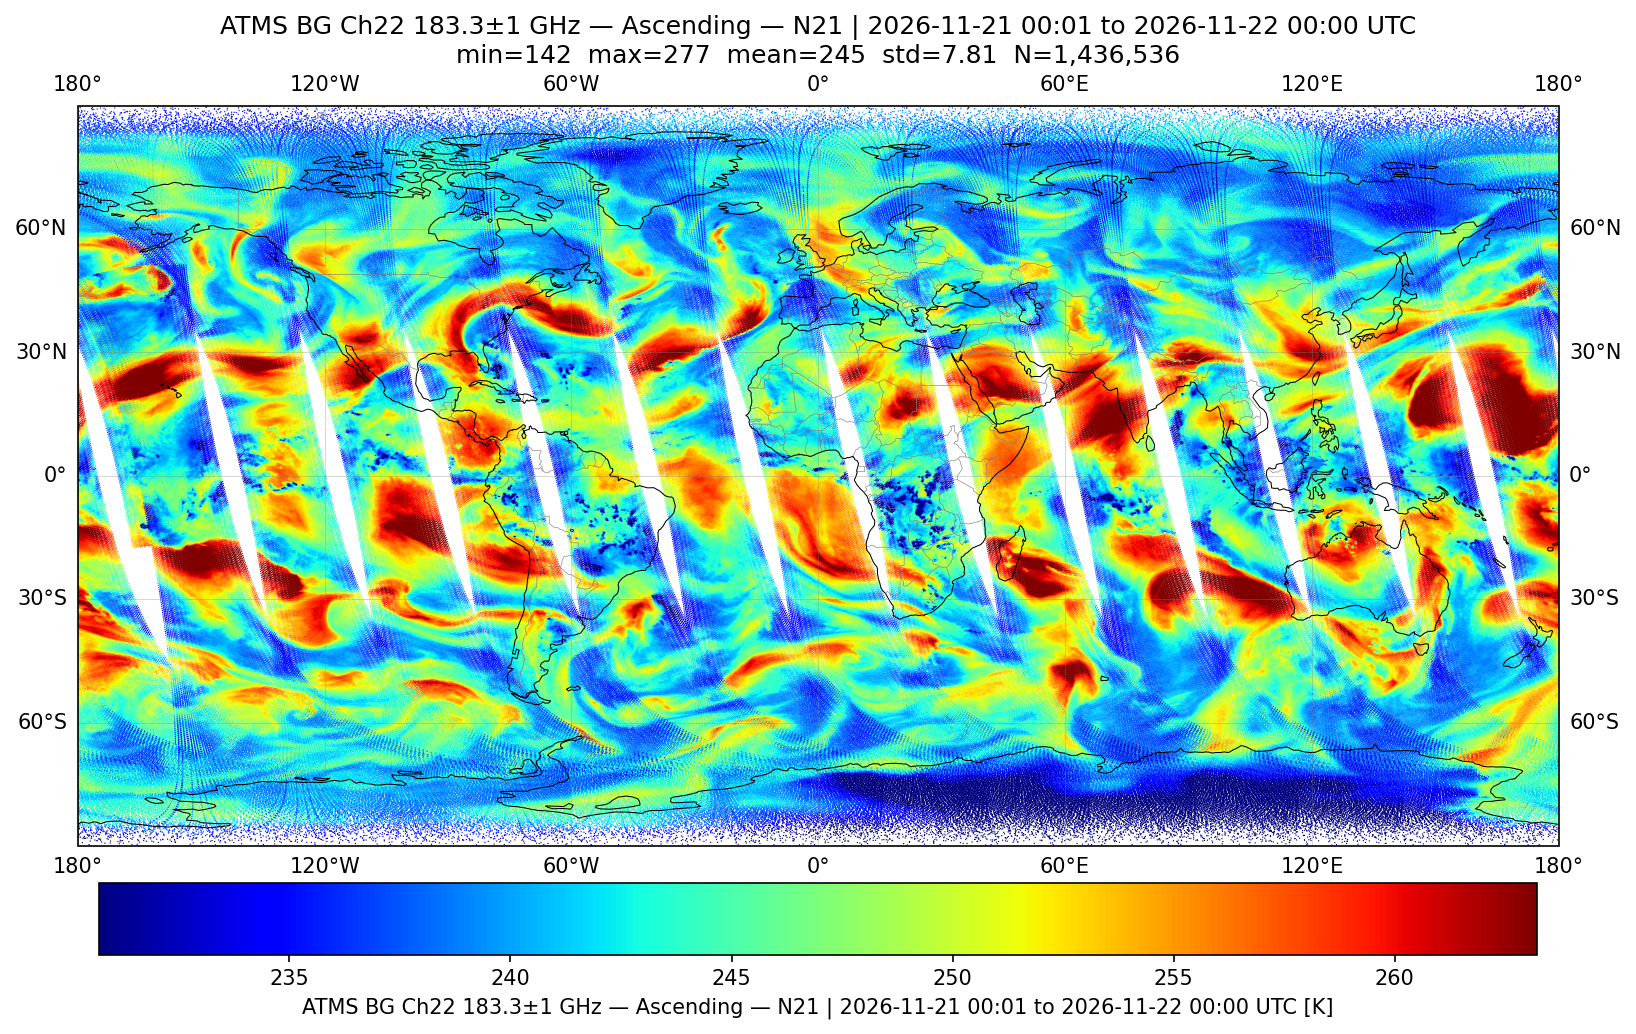 ATMS BG Ch22 183.3±1 GHz — Ascending — N21 | 2026-11-21 00:01 to 2026-11-22 00:00 UTC
min=142 max=277 mean=245 std=7.81 N=1,436,536
180° 120°W 60°W 0° 60°E 120°E 180°
60°N 60°N
30°N 30°N
0° 0°
30°S 30°S
60°S 60°S
180° 120°W 60°W 0° 60°E 120°E 180°
235 240 245 250 255 260
ATMS BG Ch22 183.3±1 GHz — Ascending — N21 | 2026-11-21 00:01 to 2026-11-22 00:00 UTC [K]